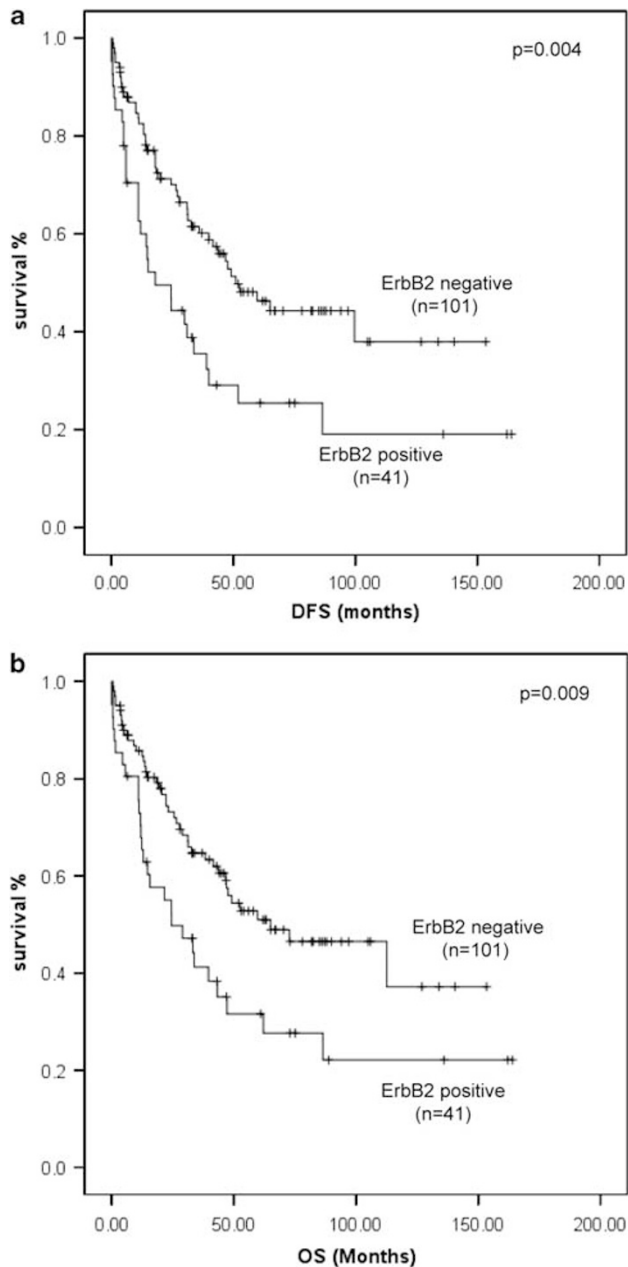 a
p=0.004
1.0
0.8
0.6
0.4
0.2
0.0
survival %
ErbB2 negative
(n=101)
ErbB2 positive
(n=41)
0.00 50.00 100.00 150.00 200.00
DFS (months)
b
p=0.009
1.0
0.8
0.6
0.4
0.2
0.0
survival %
ErbB2 negative
(n=101)
ErbB2 positive
(n=41)
0.00 50.00 100.00 150.00 200.00
OS (Months)